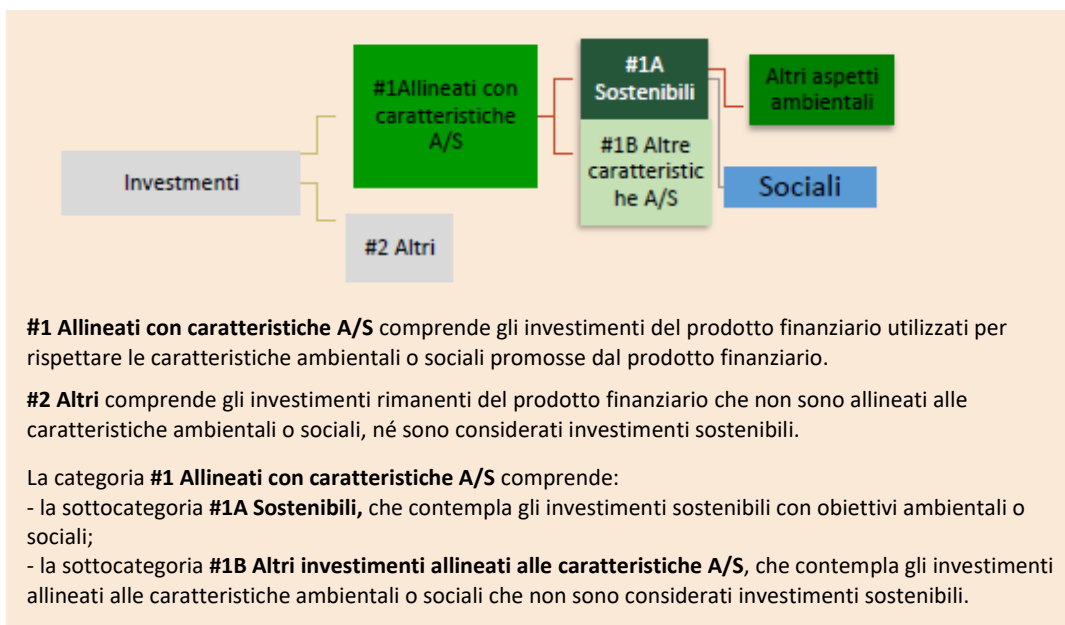 #1Allineati con
caratteristiche
A/S
#1A
Sostenibili
Altri aspetti
ambientali
#1B Altre
caratteristic
he A/S
Investmenti
Sociali
#2 Altri
#1 Allineati con caratteristiche A/S comprende gli investimenti del prodotto finanziario utilizzati per
rispettare le caratteristiche ambientali o sociali promosse dal prodotto finanziario.
#2 Altri comprende gli investimenti rimanenti del prodotto finanziario che non sono allineati alle
caratteristiche ambientali o sociali, né sono considerati investimenti sostenibili.
La categoria #1 Allineati con caratteristiche A/S comprende:
- la sottocategoria #1A Sostenibili, che contempla gli investimenti sostenibili con obiettivi ambientali o
sociali;
- la sottocategoria #1B Altri investimenti allineati alle caratteristiche A/S, che contempla gli investimenti
allineati alle caratteristiche ambientali o sociali che non sono considerati investimenti sostenibili.